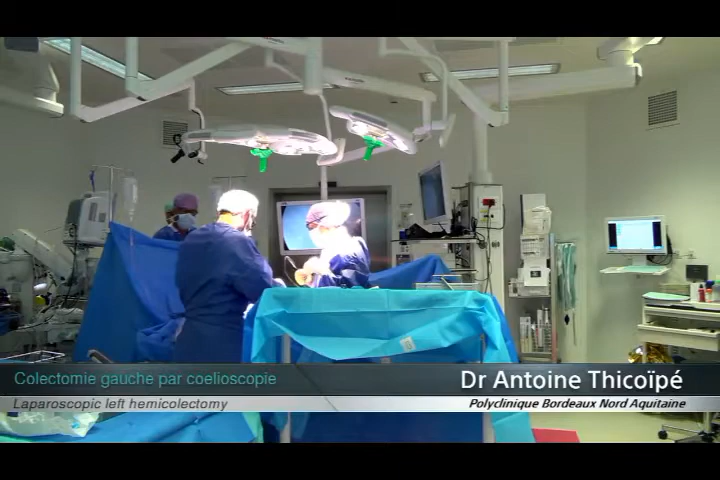 Colectomie gauche par coelioscopie
Dr Antoine Thicoïpé
Laparoscopic left hemicolectomy
Polyclinique Bordeaux Nord Aquitaine